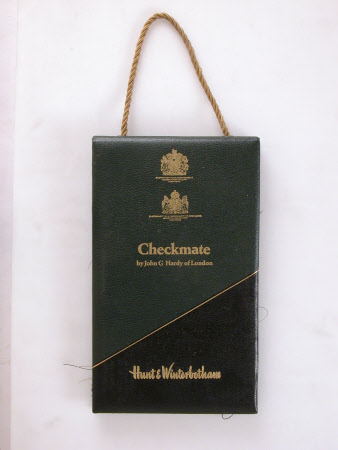 Checkmate
by John G Hardy of London
Hunt & Winterbotham